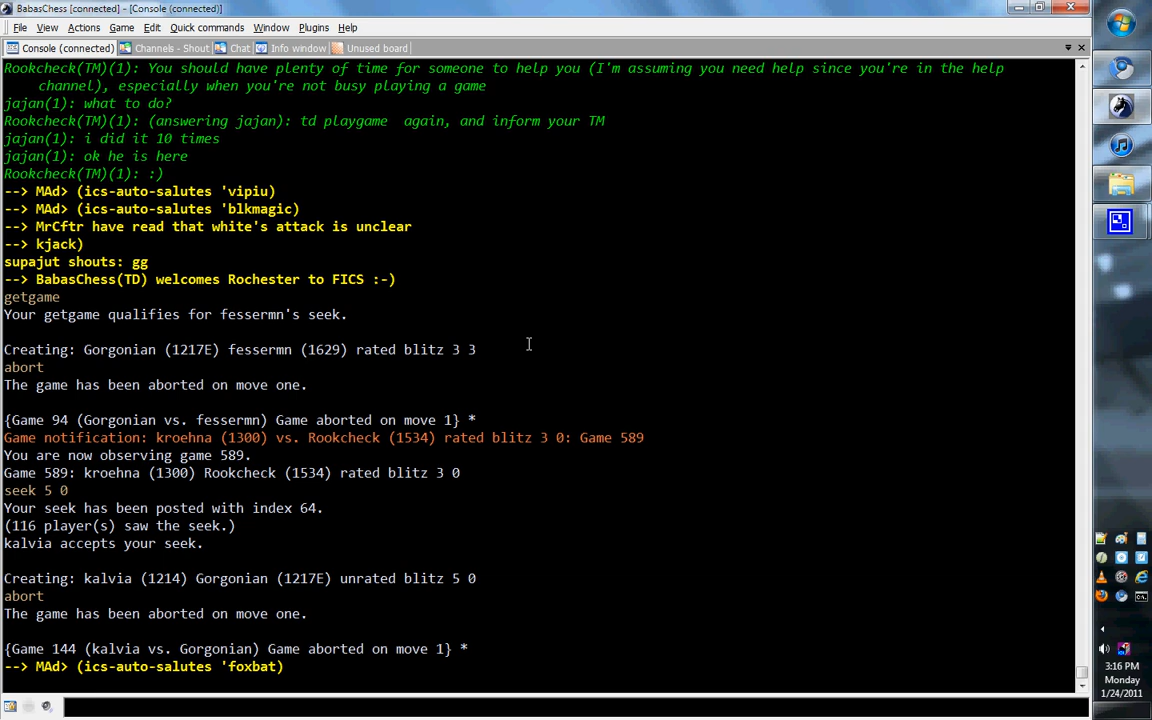 BabasChess [connected] - [Console (connected)]
File View Actions Game Edit Quick commands Window Plugins Help
Console (connected) Channels - Shout Chat Info window Unused board
Rookcheck(TM)(1): You should have plenty of time for someone to help you (I'm assuming you need help since you're in the help
channel), especially when you're not busy playing a game
jajan(1): what to do?
Rookcheck(TM)(1): (answering jajan): td playgame again, and inform your TM
jajan(1): i did it 10 times
jajan(1): ok he is here
Rookcheck(TM)(1): :)
--> MAd> (ics-auto-salutes 'vipiu)
--> MAd> (ics-auto-salutes 'blkmagic)
--> MrCftr have read that white's attack is unclear
--> kjack)
supajut shouts: gg
--> BabasChess(TD) welcomes Rochester to FICS :-)
getgame
Your getgame qualifies for fessermn's seek.
Creating: Gorgonian (1217E) fessermn (1629) rated blitz 3 3
abort
The game has been aborted on move one.
{Game 94 (Gorgonian vs. fessermn) Game aborted on move 1} *
Game notification: kroehna (1300) vs. Rookcheck (1534) rated blitz 3 0: Game 589
You are now observing game 589.
Game 589: kroehna (1300) Rookcheck (1534) rated blitz 3 0
seek 5 0
Your seek has been posted with index 64.
(116 player(s) saw the seek.)
kalvia accepts your seek.
Creating: kalvia (1214) Gorgonian (1217E) unrated blitz 5 0
abort
The game has been aborted on move one.
{Game 144 (kalvia vs. Gorgonian) Game aborted on move 1} *
--> MAd> (ics-auto-salutes 'foxbat)
3:16 PM
Monday
1/24/2011